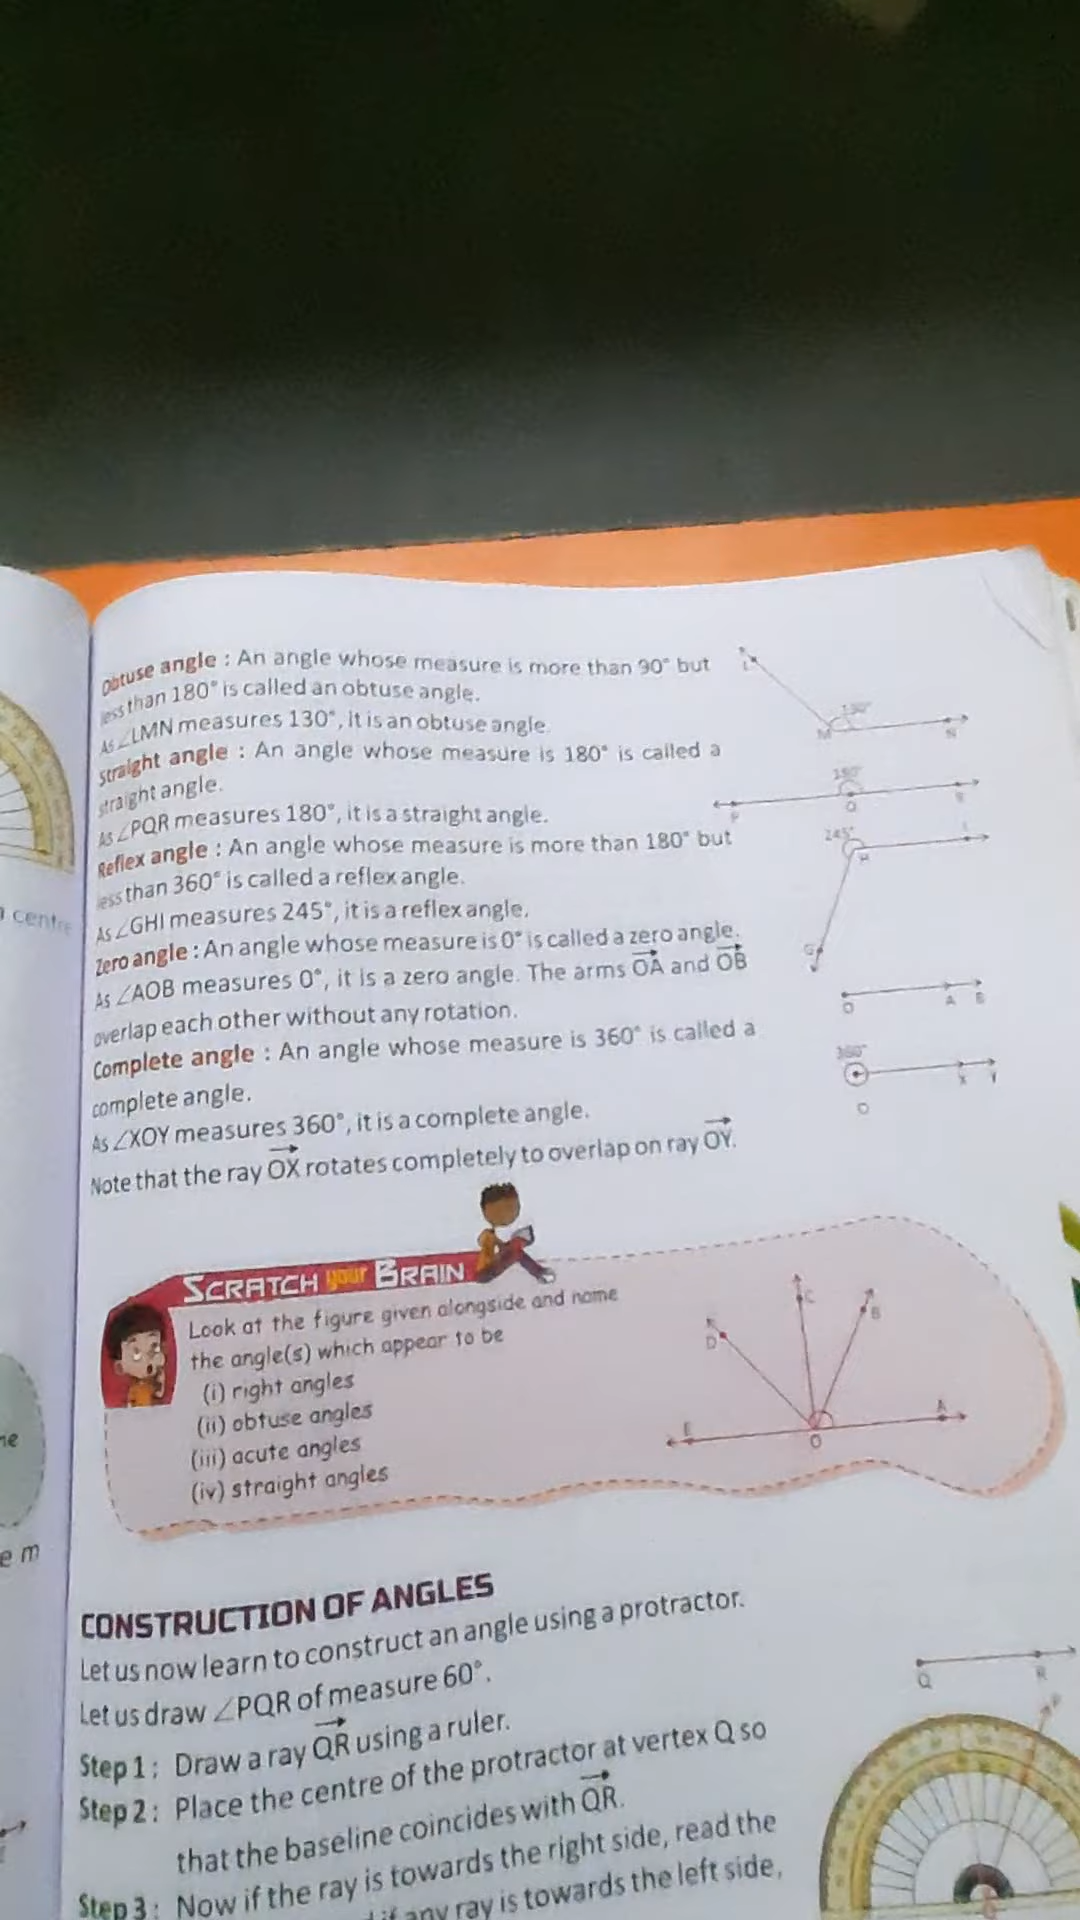 Obtuse angle : An angle whose measure is more than 90° but
less than 180° is called an obtuse angle.
As ∠LMN measures 130°, it is an obtuse angle.
Straight angle : An angle whose measure is 180° is called a
straight angle.
As ∠PQR measures 180°, it is a straight angle.
Reflex angle : An angle whose measure is more than 180° but
less than 360° is called a reflex angle.
As ∠GHI measures 245°, it is a reflex angle.
Zero angle : An angle whose measure is 0° is called a zero angle.
As ∠AOB measures 0°, it is a zero angle. The arms OA and OB
overlap each other without any rotation.
Complete angle : An angle whose measure is 360° is called a
complete angle.
As ∠XOY measures 360°, it is a complete angle.
Note that the ray OX rotates completely to overlap on ray OY.
L
130°
M N
180°
P Q R
245°
H I
G
O A B
360°
X Y
O
centre
SCRATCH your BRAIN
Look at the figure given alongside and name
the angle(s) which appear to be
(i) right angles
(ii) obtuse angles
(iii) acute angles
(iv) straight angles
C
B
D
A
E
O
e m
CONSTRUCTION OF ANGLES
Let us now learn to construct an angle using a protractor.
Let us draw ∠PQR of measure 60°.
Step 1 : Draw a ray QR using a ruler.
Step 2 : Place the centre of the protractor at vertex Q so
that the baseline coincides with QR.
Step 3 : Now if the ray is towards the right side, read the
if any ray is towards the left side,
Q R
P